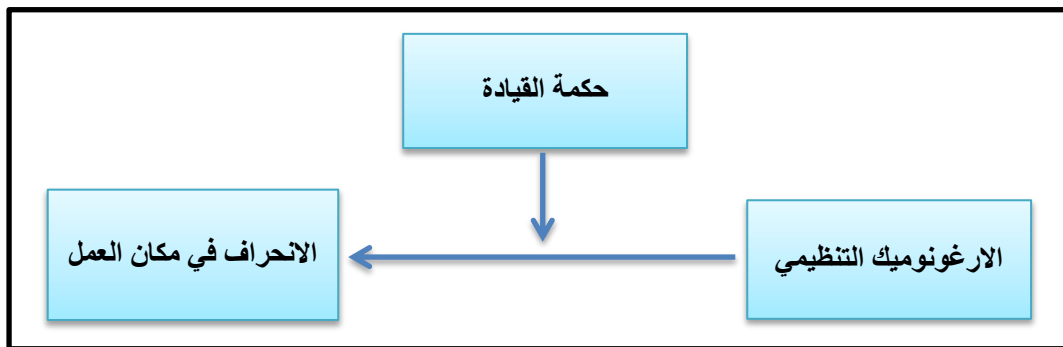 حكمة القيادة
الارغونوميك التنظيمي
الانحراف في مكان العمل